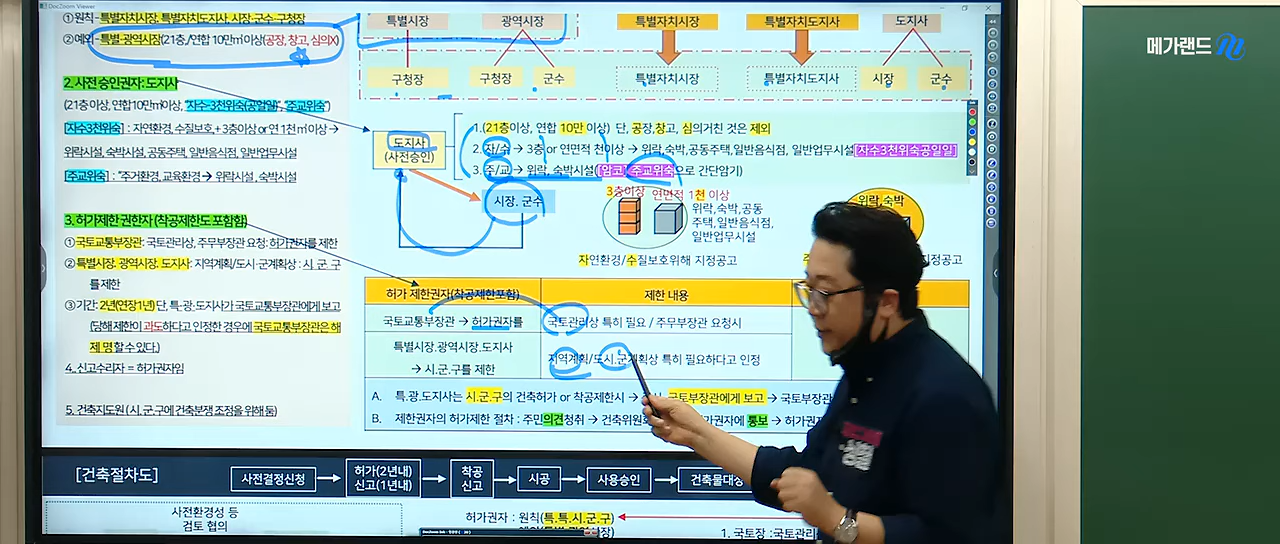 DocZoom Viewer
① 원칙 - 특별자치시장, 특별자치도지사, 시장·군수·구청장
② 예외 - 특별·광역시장(21층/연합 10만㎡이상(공장, 창고, 심의X)
2. 사전 승인권자: 도지사
(21층이상, 연합10만㎡이상, "자수·3천위숙(공일일)", "주교위숙")
[자수3천위숙] : 자연환경, 수질보호,+3층이상 or 연 1천㎡이상 →
위락시설, 숙박시설, 공동주택, 일반음식점, 일반업무시설
[주교위숙] : "주거환경, 교육환경 → 위락시설, 숙박시설
3. 허가제한 권한자 (착공제한도 포함함)
① 국토교통부장관: 국토관리상, 주무부장관 요청: 허가권자를 제한
② 특별시장. 광역시장. 도지사: 지역계획/도시·군계획상 : 시. 군. 구
를제한
③ 기간: 2년(연장1년) 단, 특·광·도지사가 국토교통부장관에게 보고
(당해제한이 과도하다고 인정한 경우에 국토교통부장관은 해
제 명할수있다.)
4. 신고수리자 = 허가권자임
5. 건축지도원 (시. 군. 구에 건축분쟁 조정을 위해 둠)
특별시장 광역시장 특별자치시장 특별자치도지사 도지사
구청장 구청장 군수 특별자치시장 특별자치도지사 시장 군수
도지사
(사전승인)
시장. 군수
1. (21층이상, 연합 10만 이상) 단, 공장,창고, 심의거친 것은 제외
2. 자/수 → 3층 or 연면적 천이상 → 위락,숙박,공동주택,일반음식점, 일반업무시설[자수3천위숙공일일]
3. 주/교 → 위락, 숙박시설([암고] 주교위숙으로 간단암기)
3층이상 연면적 1천 이상
위락,숙박,공동
주택,일반음식점,
일반업무시설
자연환경/수질보호위해 지정공고
위락 숙박
지정공고
허가 제한권자(착공제한포함) 제한 내용
국토교통부장관 → 허가권자를 국토관리상 특히 필요 / 주무부장관 요청시
특별시장.광역시장.도지사
→ 시.군.구를 제한
지역계획/도시.군계획상 특히 필요하다고 인정
A. 특.광.도지사는 시.군.구의 건축허가 or 착공제한시 → 국토부장관에게 보고 → 국토부장관
B. 제한권자의 허가제한 절차 : 주민의견청취 → 건축위원회 허가권자에 통보 → 허가권
[건축절차도] 사전결정신청 허가(2년내) 신고(1년내) 착공 신고 시공 사용승인 건축물대장
사전환경성 등
검토 협의
허가권자 : 원칙(특.특.시.군.구)
1. 국토장 :국토관리
메가랜드